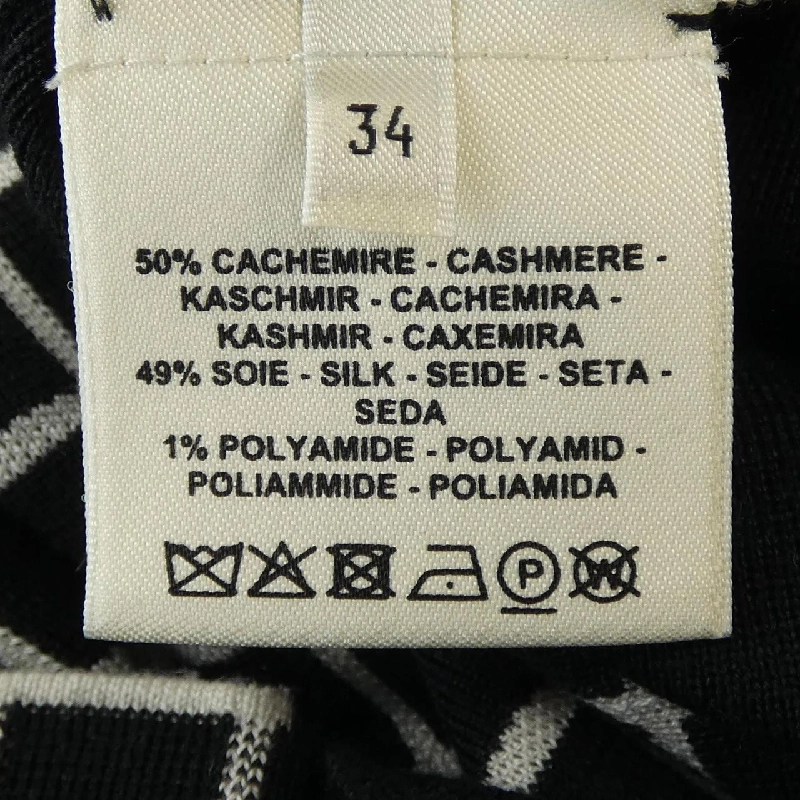 34
50% CACHEMIRE - CASHMERE -
KASCHMIR - CACHEMIRA -
KASHMIR - CAXEMIRA
49% SOIE - SILK - SEIDE - SETA -
SEDA
1% POLYAMIDE - POLYAMID -
POLIAMMIDE - POLIAMIDA
P W